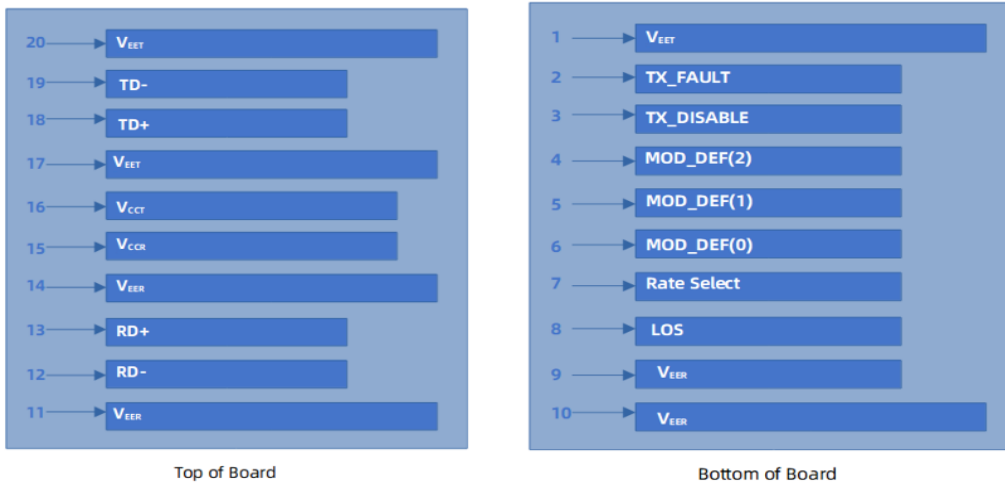 20 VEET
19 TD-
18 TD+
17 VEET
16 VCCT
15 VCCR
14 VEER
13 RD+
12 RD-
11 VEER
Top of Board
1 VEET
2 TX_FAULT
3 TX_DISABLE
4 MOD_DEF(2)
5 MOD_DEF(1)
6 MOD_DEF(0)
7 Rate Select
8 LOS
9 VEER
10 VEER
Bottom of Board